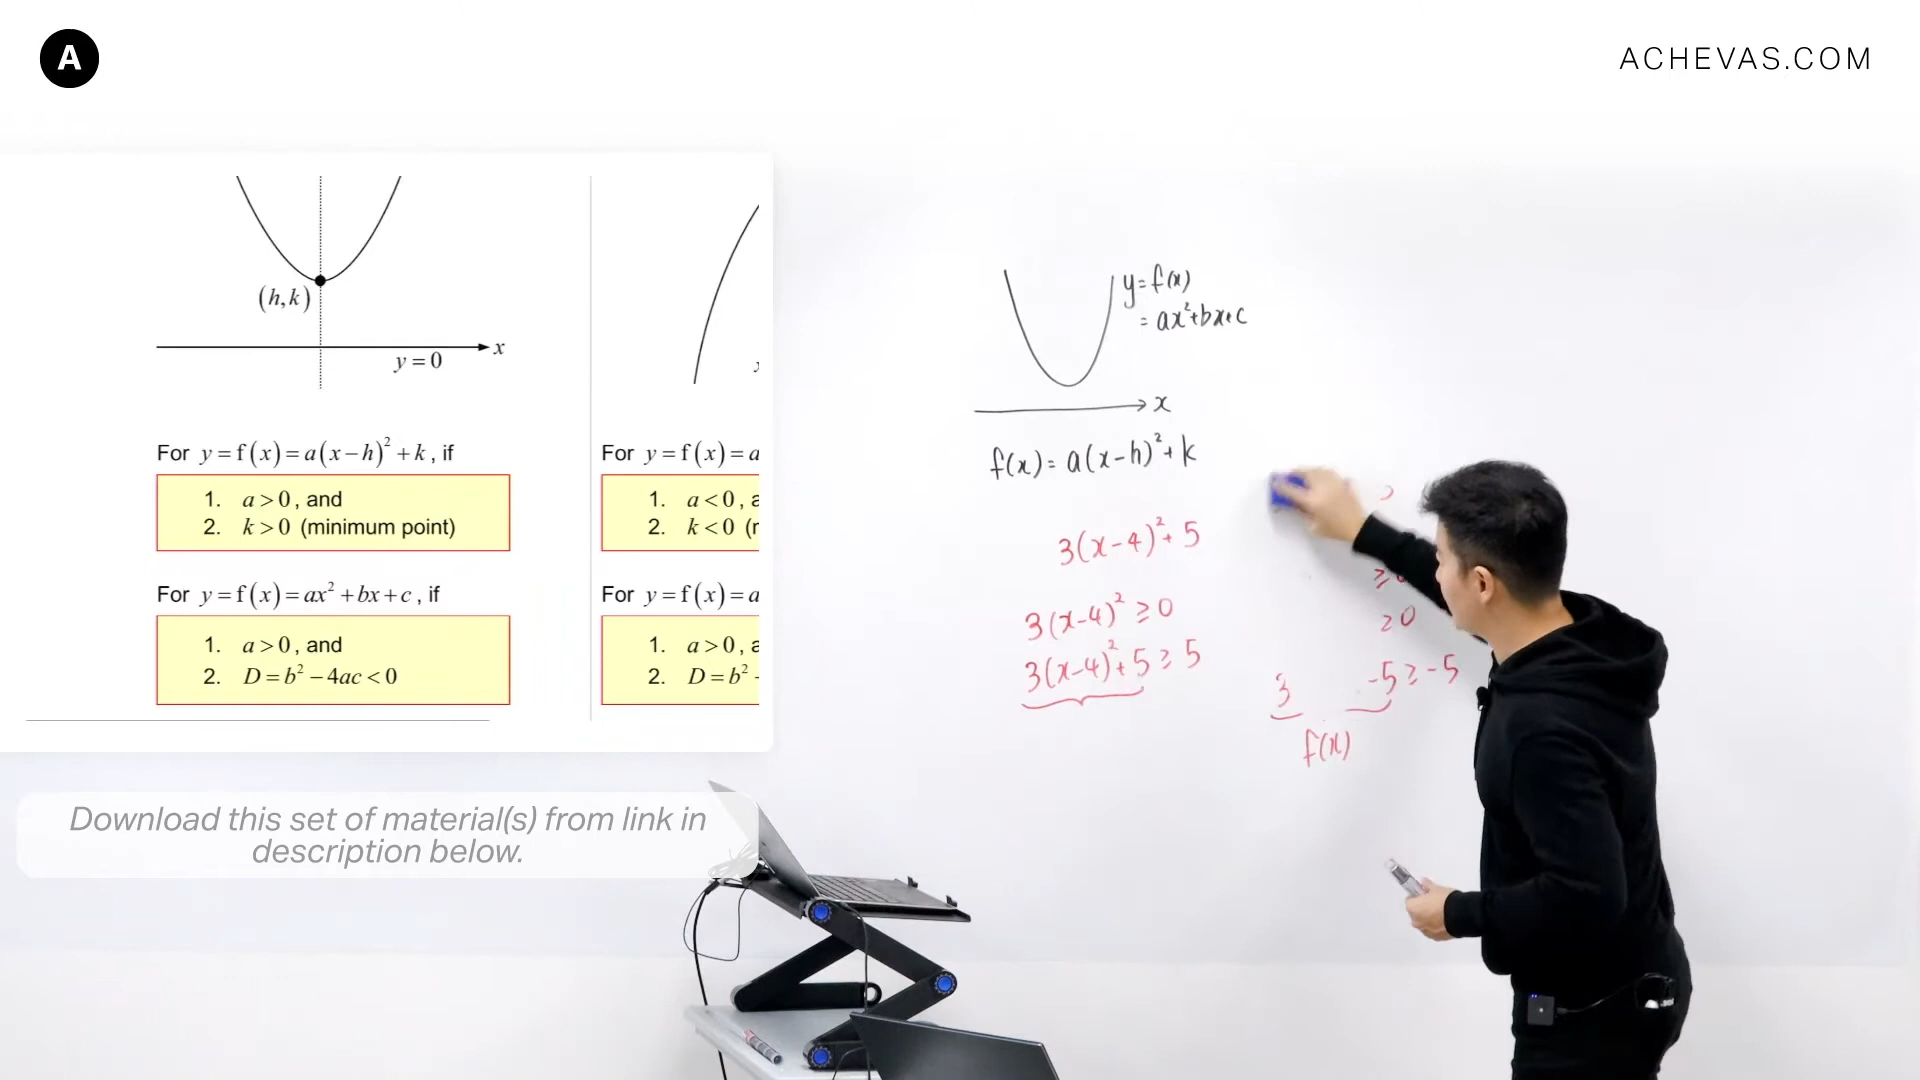 A
ACHEVAS.COM
(h,k)
x
y=0
For y=f(x)=a(x−h)²+k, if
1. a>0, and
2. k>0 (minimum point)
For y=f(x)=ax²+bx+c, if
1. a>0, and
2. D=b²−4ac<0
For y=f(x)=a
1. a<0, a
2. k<0 (r
For y=f(x)=a
1. a>0, a
2. D=b² -
Download this set of material(s) from link in
description below.
y=f(x)
= ax²+bx+c
x
f(x)= a(x-h)²+k
3(x-4)²+5
3(x-4)² ≥ 0
3(x-4)²+5 ≥ 5
≥0
3 -5 ≥ -5
f(x)